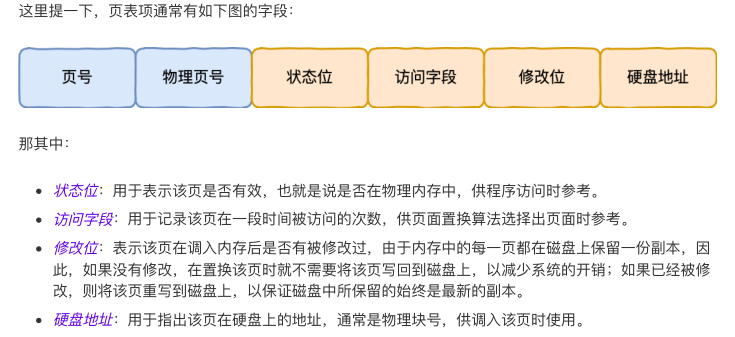 这里提一下，页表项通常有如下图的字段：
页号 物理页号 状态位 访问字段 修改位 硬盘地址
那其中：
状态位：用于表示该页是否有效，也就是说是否在物理内存中，供程序访问时参考。
访问字段：用于记录该页在一段时间被访问的次数，供页面置换算法选择出页面时参考。
修改位：表示该页在调入内存后是否有被修改过，由于内存中的每一页都在磁盘上保留一份副本，因
此，如果没有修改，在置换该页时就不需要将该页写回到磁盘上，以减少系统的开销；如果已经被修
改，则将该页重写到磁盘上，以保证磁盘中所保留的始终是最新的副本。
硬盘地址：用于指出该页在硬盘上的地址，通常是物理块号，供调入该页时使用。